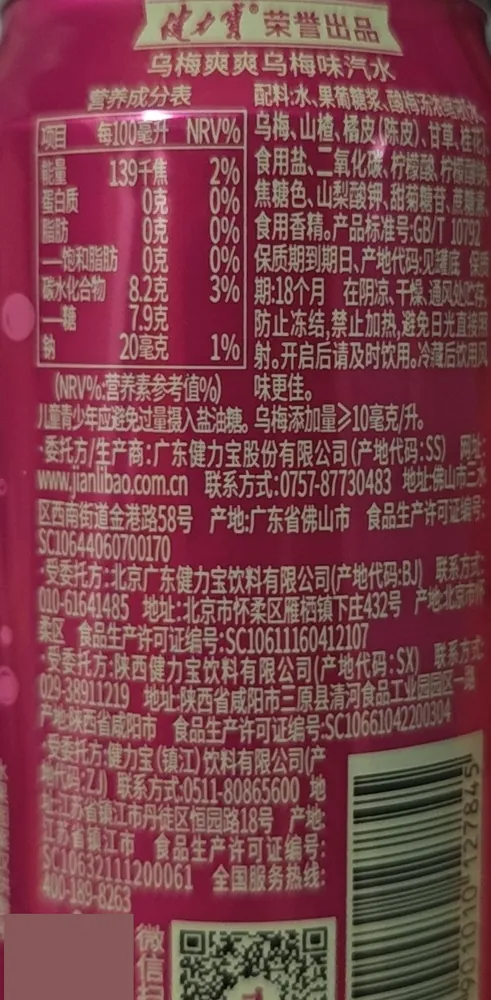 健力宝® 荣誉出品
乌梅爽爽乌梅味汽水
营养成分表
项目 每100毫升 NRV%
能量 139千焦 2%
蛋白质 0克 0%
脂肪 0克 0%
—饱和脂肪 0克 0%
碳水化合物 8.2克 3%
—糖 7.9克
钠 20毫克 1%
(NRV%:营养素参考值%)
配料:水、果葡糖浆、酸梅汤浓缩
乌梅、山楂、橘皮(陈皮)、甘草、桂花
食用盐、二氧化碳、柠檬酸、柠檬酸
焦糖色、山梨酸钾、甜菊糖苷、
食用香精。产品标准号:GB/T 10792
保质期到期日、产地代码:见罐底 保质
期:18个月 在阴凉、干燥、通风处贮存,
防止冻结,禁止加热,避免日光直接照
射。开启后请及时饮用。冷藏后饮用风
味更佳。
儿童青少年应避免过量摄入盐油糖。乌梅添加量≥10毫克/升。
·委托方/生产商:广东健力宝股份有限公司(产地代码:SS) 网址:
www.jianlibao.com.cn 联系方式:0757-87730483 地址:佛山市三水
区西南街道金港路58号 产地:广东省佛山市 食品生产许可证编号:
SC10644060700170
·受委托方:北京广东健力宝饮料有限公司(产地代码:BJ) 联系方式:
010-61641485 地址:北京市怀柔区雁栖镇下庄432号 产地:北京市怀
柔区 食品生产许可证编号:SC10611160412107
·受委托方:陕西健力宝饮料有限公司(产地代码:SX) 联系方式:
029-38911219 地址:陕西省咸阳市三原县清河食品工业园园区一路
产地:陕西省咸阳市 食品生产许可证编号:SC10661042200304
·受委托方:健力宝(镇江)饮料有限公司(产
地代码:ZJ) 联系方式:0511-80865600 地
址:江苏省镇江市丹徒区恒园路18号 产地:
江苏省镇江市 食品生产许可证编号:
SC10632111200061 全国服务热线:
400-189-8263
微信扫
901010127845